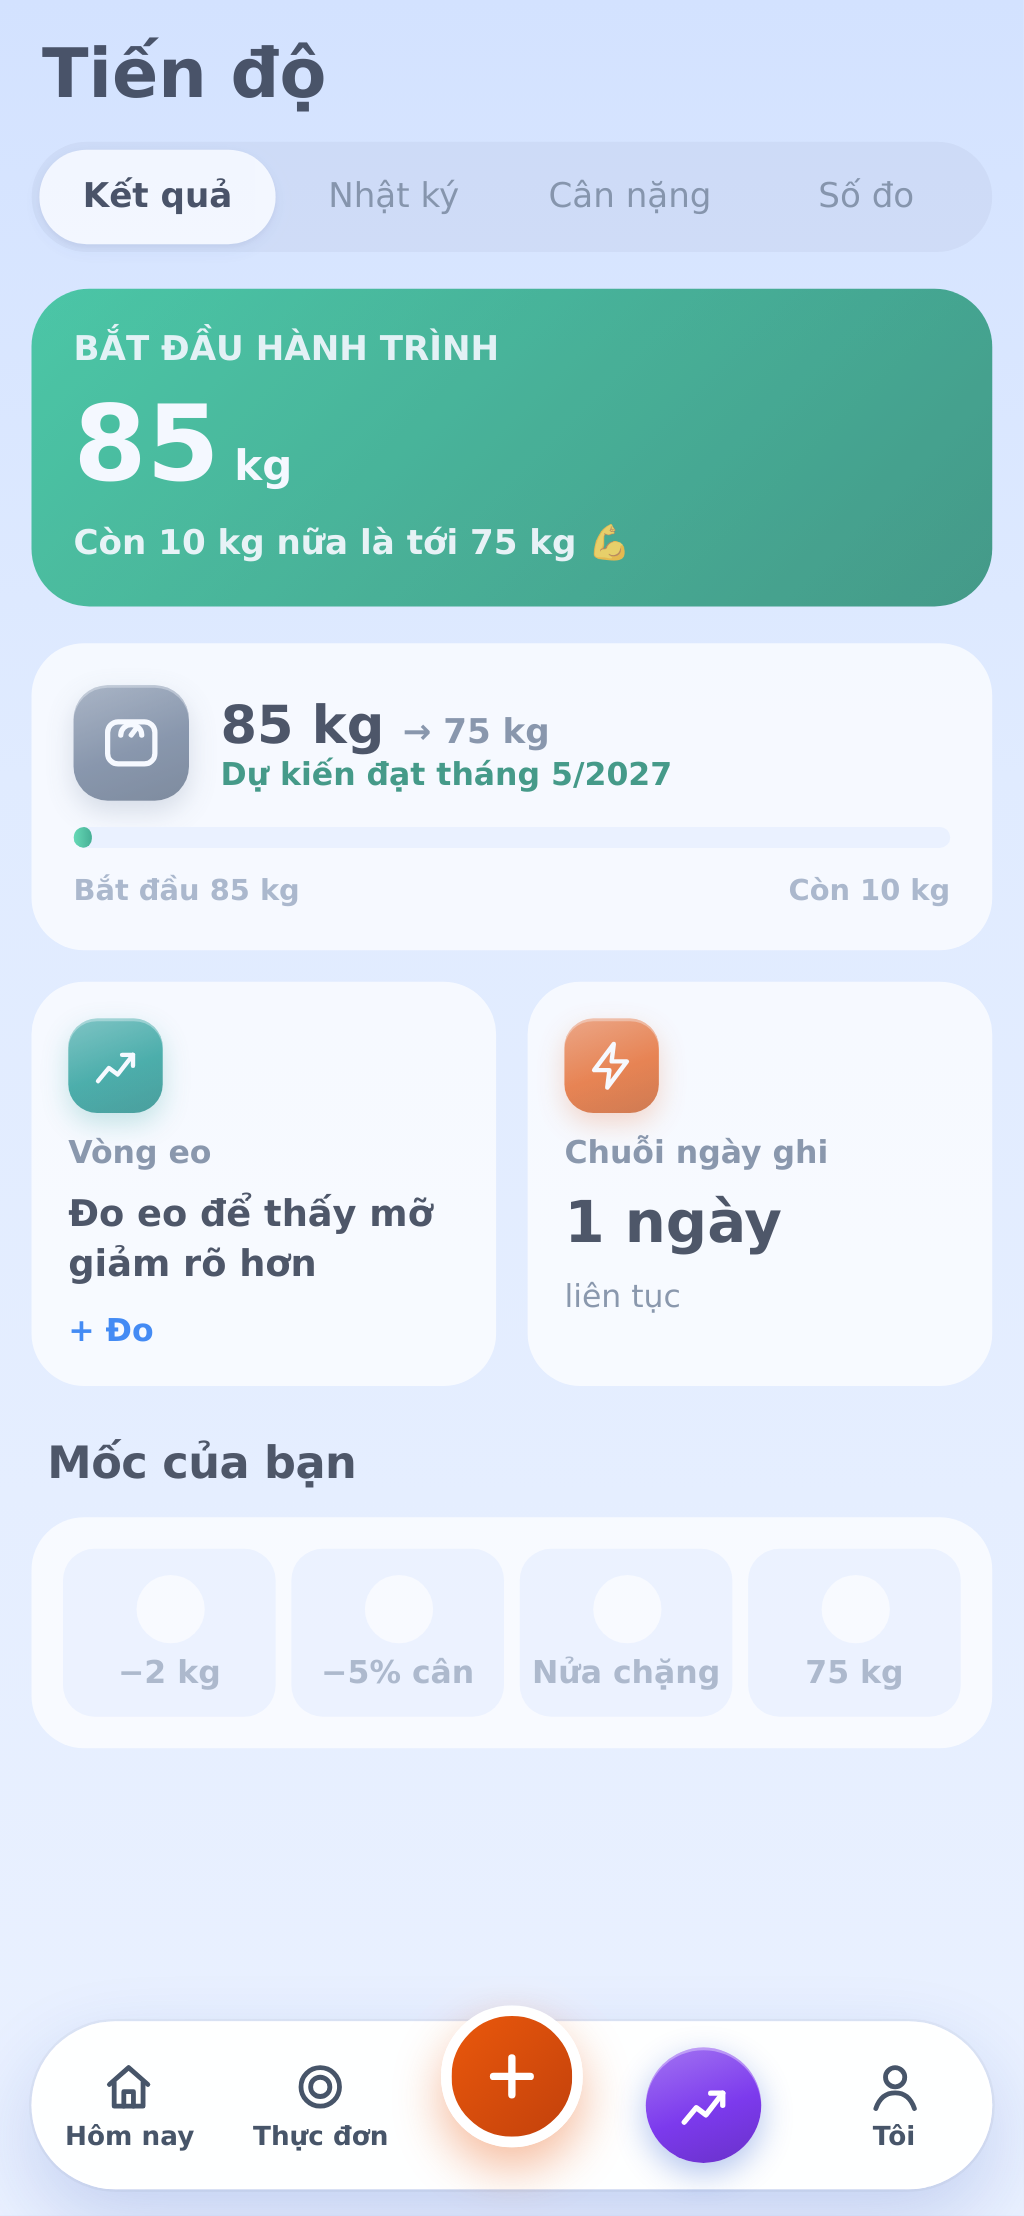 Tiến độ
Kết quả
Nhật ký
Cân nặng
Số đo
BẮT ĐẦU HÀNH TRÌNH
85 kg
Còn 10 kg nữa là tới 75 kg 💪
85 kg → 75 kg
Dự kiến đạt tháng 5/2027
Bắt đầu 85 kg
Còn 10 kg
Vòng eo
Đo eo để thấy mỡ
giảm rõ hơn
+ Đo
Chuỗi ngày ghi
1 ngày
liên tục
Mốc của bạn
−2 kg
−5% cân
Nửa chặng
75 kg
Hôm nay
Thực đơn
Tôi